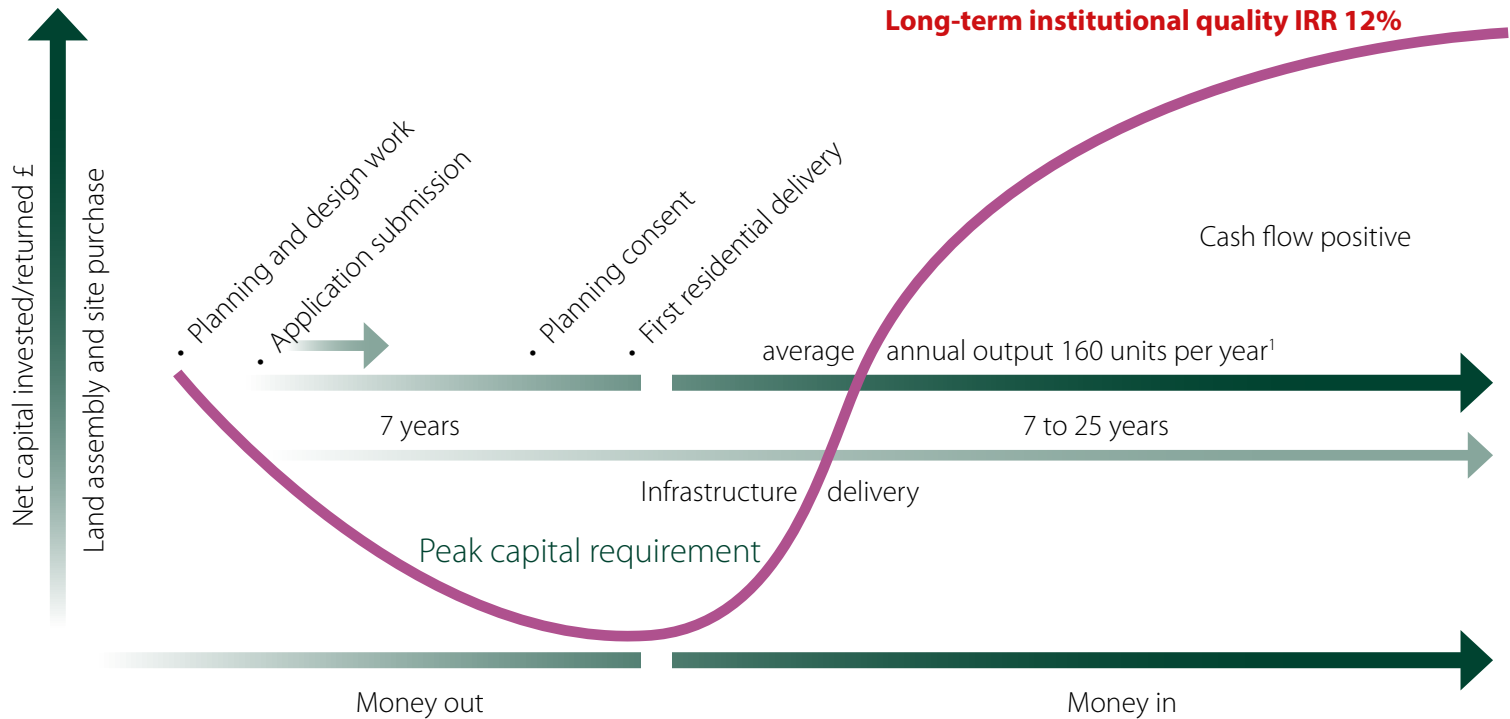 Long-term institutional quality IRR 12%
Net capital invested/returned £
Land assembly and site purchase
Planning and design work
Application submission
Planning consent
First residential delivery
Cash flow positive
average annual output 160 units per year¹
7 years
7 to 25 years
Infrastructure delivery
Peak capital requirement
Money out
Money in